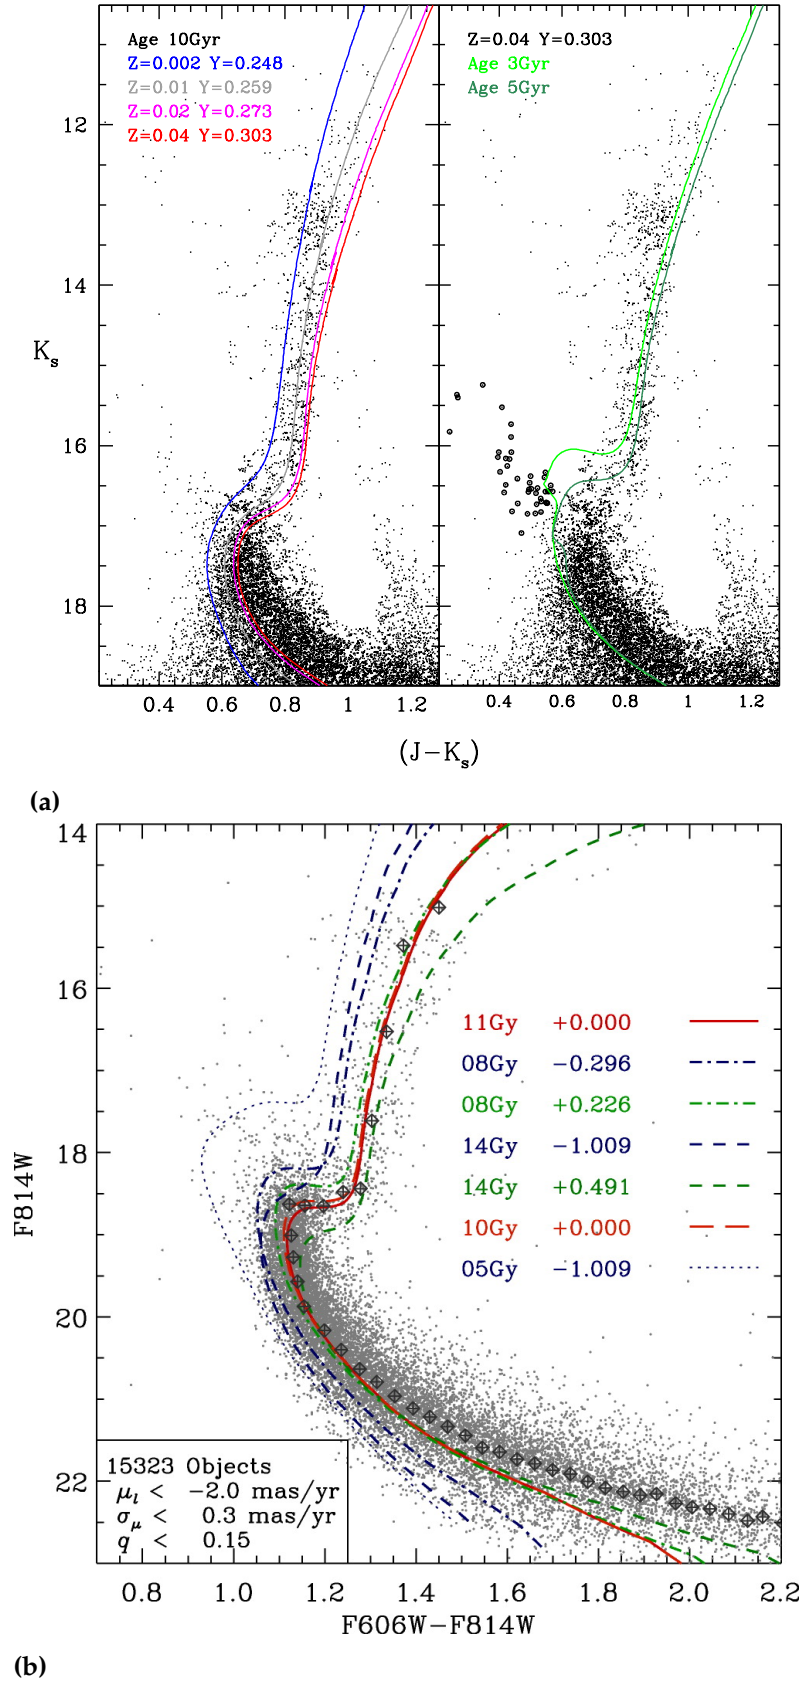 Age 10Gyr
Z=0.002 Y=0.248
Z=0.01 Y=0.259
Z=0.02 Y=0.273
Z=0.04 Y=0.303
Z=0.04 Y=0.303
Age 3Gyr
Age 5Gyr
12
14
Ks
16
18
0.4 0.6 0.8 1 1.2
0.4 0.6 0.8 1 1.2
(J−Ks)
(a)
14
16
18
20
22
F814W
11Gy +0.000
08Gy −0.296
08Gy +0.226
14Gy −1.009
14Gy +0.491
10Gy +0.000
05Gy −1.009
15323 Objects
μl < −2.0 mas/yr
σμ < 0.3 mas/yr
q < 0.15
0.8 1.0 1.2 1.4 1.6 1.8 2.0 2.2
F606W−F814W
(b)